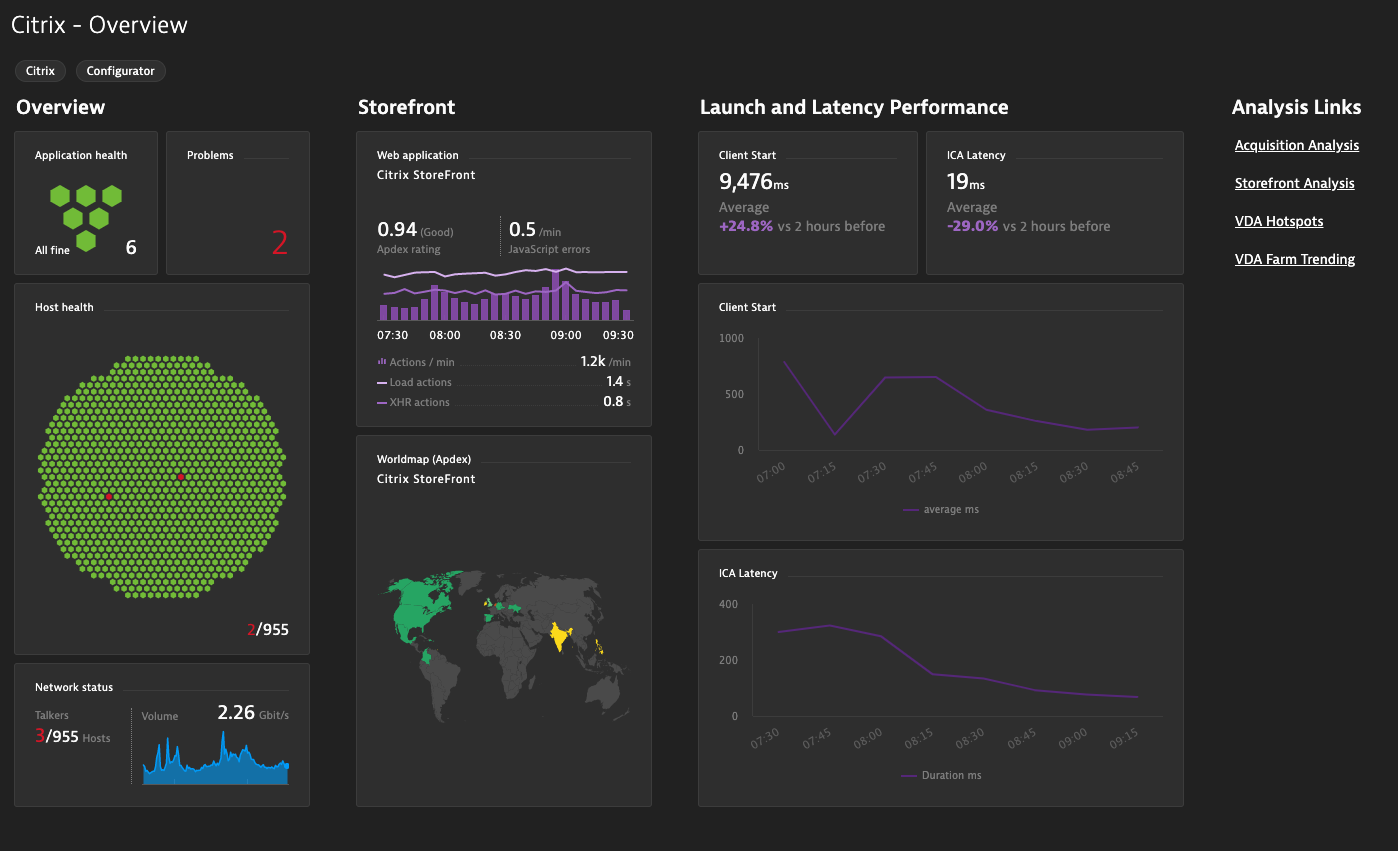 Citrix - Overview
Citrix
Configurator
Overview
Application health
All fine
6
Problems
2
Host health
2/955
Network status
Talkers
3/955 Hosts
Volume
2.26 Gbit/s
Storefront
Web application
Citrix StoreFront
0.94 (Good)
Apdex rating
0.5 /min
JavaScript errors
07:30 08:00 08:30 09:00 09:30
Actions / min 1.2k /min
Load actions 1.4 s
XHR actions 0.8 s
Worldmap (Apdex)
Citrix StoreFront
Launch and Latency Performance
Client Start
9,476ms
Average
+24.8% vs 2 hours before
ICA Latency
19ms
Average
-29.0% vs 2 hours before
Client Start
1000
500
0
07:00 07:15 07:30 07:45 08:00 08:15 08:30 08:45
average ms
ICA Latency
400
200
0
07:30 07:45 08:00 08:15 08:30 08:45 09:00 09:15
Duration ms
Analysis Links
Acquisition Analysis
Storefront Analysis
VDA Hotspots
VDA Farm Trending